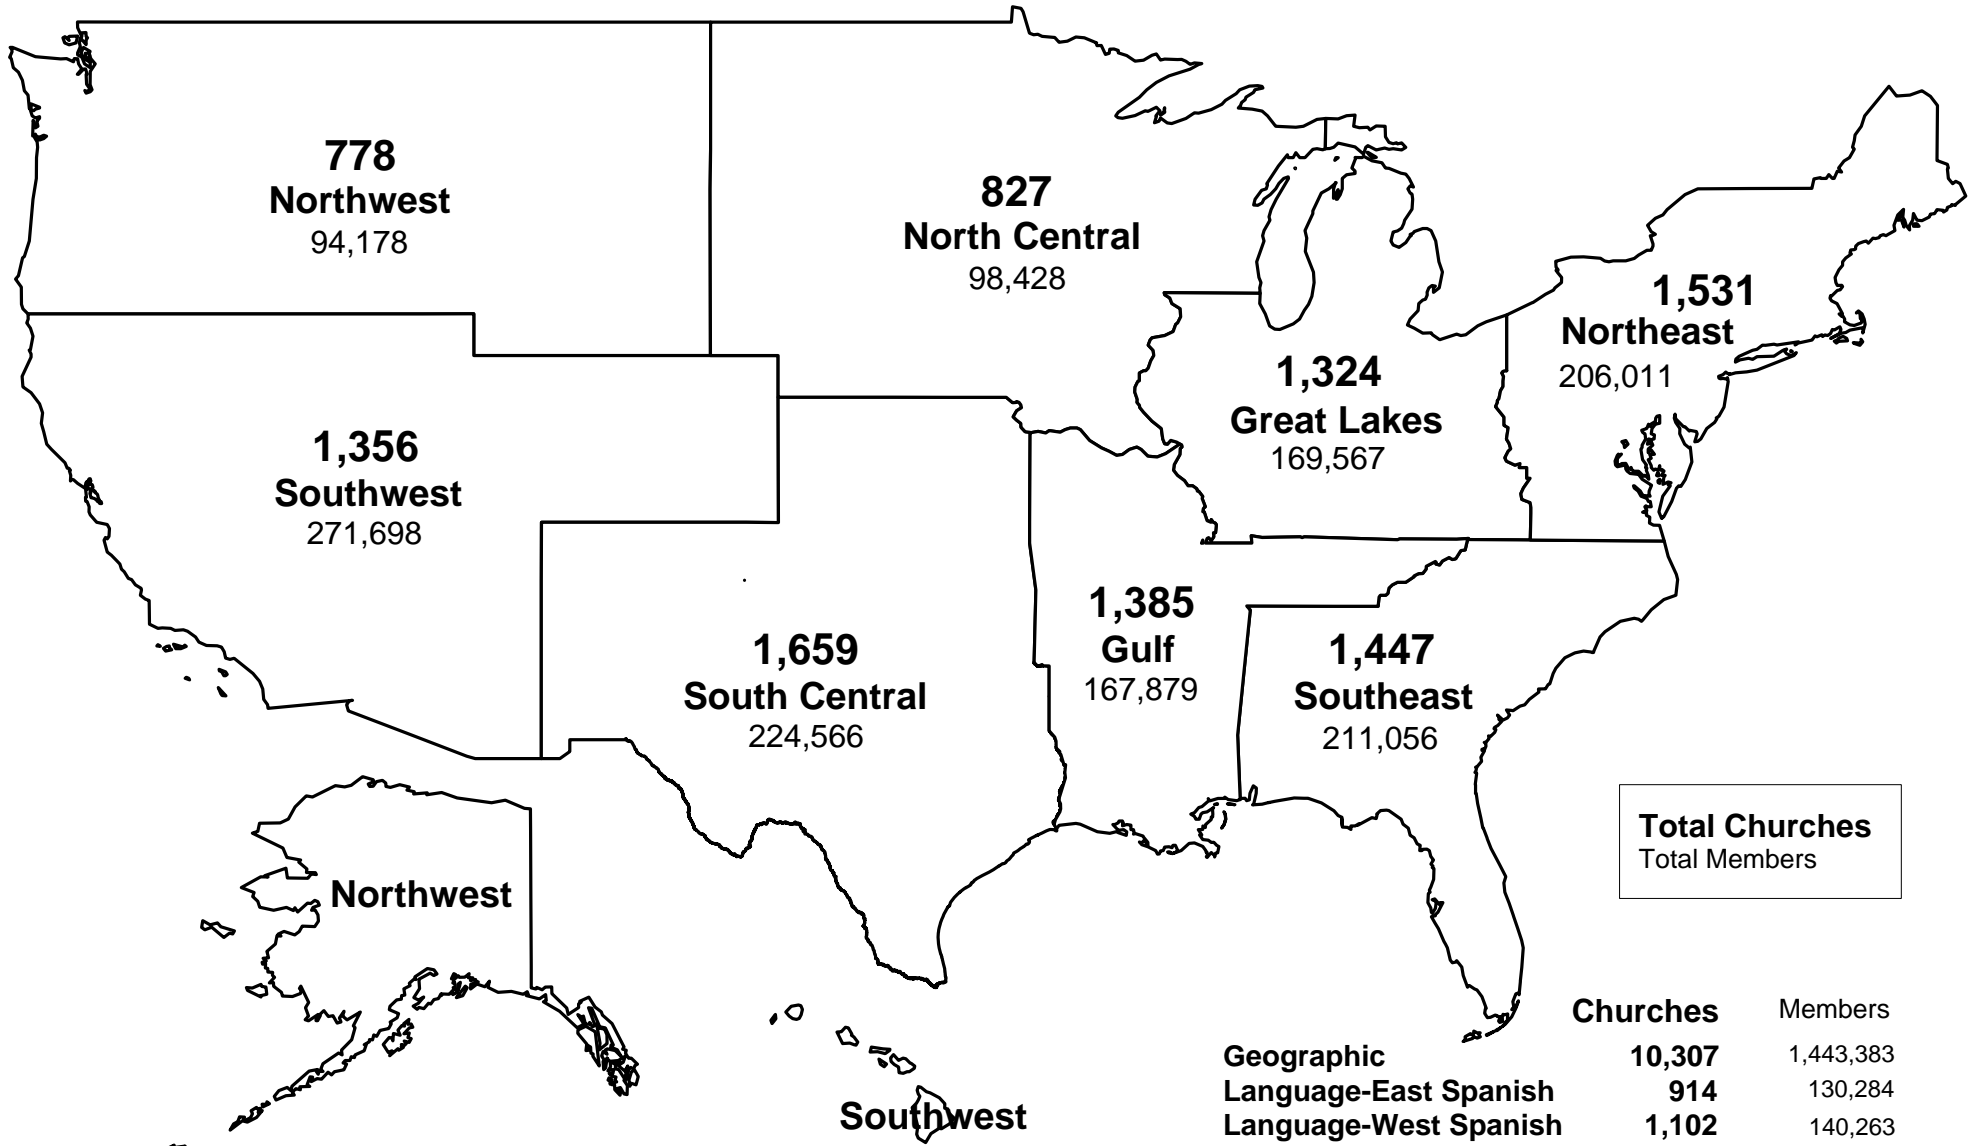 778
Northwest
94,178
827
North Central
98,428
1,531
Northeast
206,011
1,324
Great Lakes
169,567
1,356
Southwest
271,698
1,385
Gulf
167,879
1,659
South Central
224,566
1,447
Southeast
211,056
Total Churches
Total Members
Northwest
Southwest
Churches Members
Geographic 10,307 1,443,383
Language-East Spanish 914 130,284
Language-West Spanish 1,102 140,263